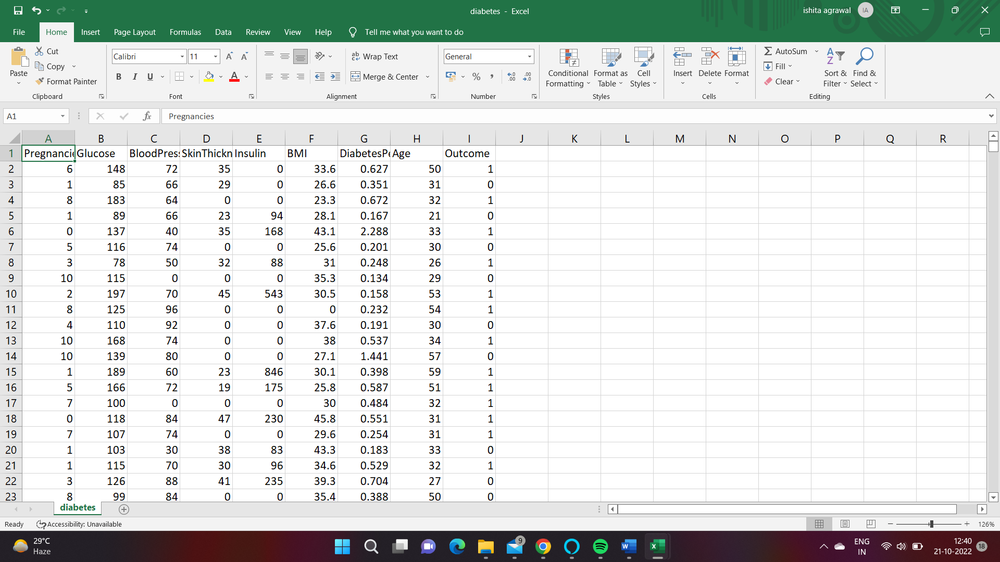 diabetes - Excel
ishita agrawal IA
File Home Insert Page Layout Formulas Data Review View Help Tell me what you want to do
Paste
Cut
Copy
Format Painter
Clipboard
Calibri 11
B I U
Font
Wrap Text
Merge & Center
Alignment
General
Number
Conditional Formatting
Format as Table
Cell Styles
Styles
Insert Delete Format
Cells
AutoSum
Fill
Clear
Sort & Filter
Find & Select
Editing
A1 fx Pregnancies
A B C D E F G H I J K L M N O P Q R
1 Pregnancie Glucose BloodPress SkinThickn Insulin BMI DiabetesPe Age Outcome
2 6 148 72 35 0 33.6 0.627 50 1
3 1 85 66 29 0 26.6 0.351 31 0
4 8 183 64 0 0 23.3 0.672 32 1
5 1 89 66 23 94 28.1 0.167 21 0
6 0 137 40 35 168 43.1 2.288 33 1
7 5 116 74 0 0 25.6 0.201 30 0
8 3 78 50 32 88 31 0.248 26 1
9 10 115 0 0 0 35.3 0.134 29 0
10 2 197 70 45 543 30.5 0.158 53 1
11 8 125 96 0 0 0 0.232 54 1
12 4 110 92 0 0 37.6 0.191 30 0
13 10 168 74 0 0 38 0.537 34 1
14 10 139 80 0 0 27.1 1.441 57 0
15 1 189 60 23 846 30.1 0.398 59 1
16 5 166 72 19 175 25.8 0.587 51 1
17 7 100 0 0 0 30 0.484 32 1
18 0 118 84 47 230 45.8 0.551 31 1
19 7 107 74 0 0 29.6 0.254 31 1
20 1 103 30 38 83 43.3 0.183 33 0
21 1 115 70 30 96 34.6 0.529 32 1
22 3 126 88 41 235 39.3 0.704 27 0
23 8 99 84 0 0 35.4 0.388 50 0
diabetes
Ready Accessibility: Unavailable 126%
29°C
Haze
9
ENG
IN
12:40
21-10-2022
18